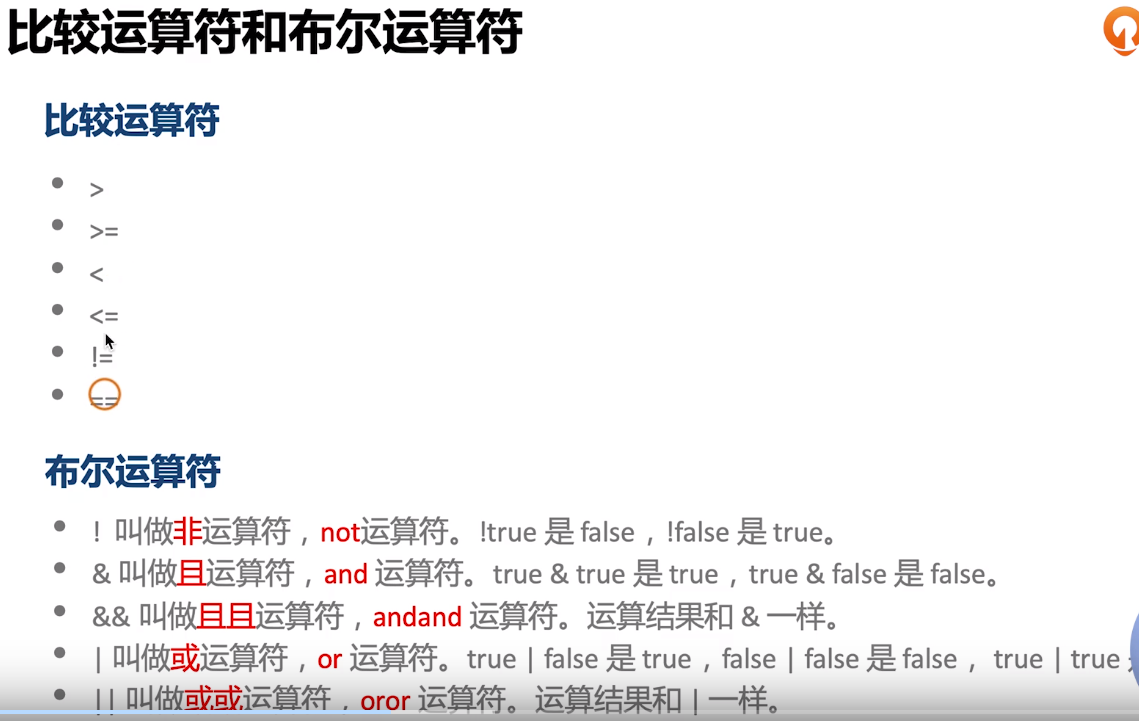 比较运算符和布尔运算符
比较运算符
• >
• >=
• <
• <=
• !=
• ==
布尔运算符
• ! 叫做非运算符，not运算符。!true 是 false，!false 是 true。
• & 叫做且运算符，and 运算符。true & true 是 true，true & false 是 false。
• && 叫做且且运算符，andand 运算符。运算结果和 & 一样。
• | 叫做或运算符，or 运算符。true | false 是 true，false | false 是 false， true | true
• || 叫做或或运算符，oror 运算符。运算结果和 | 一样。